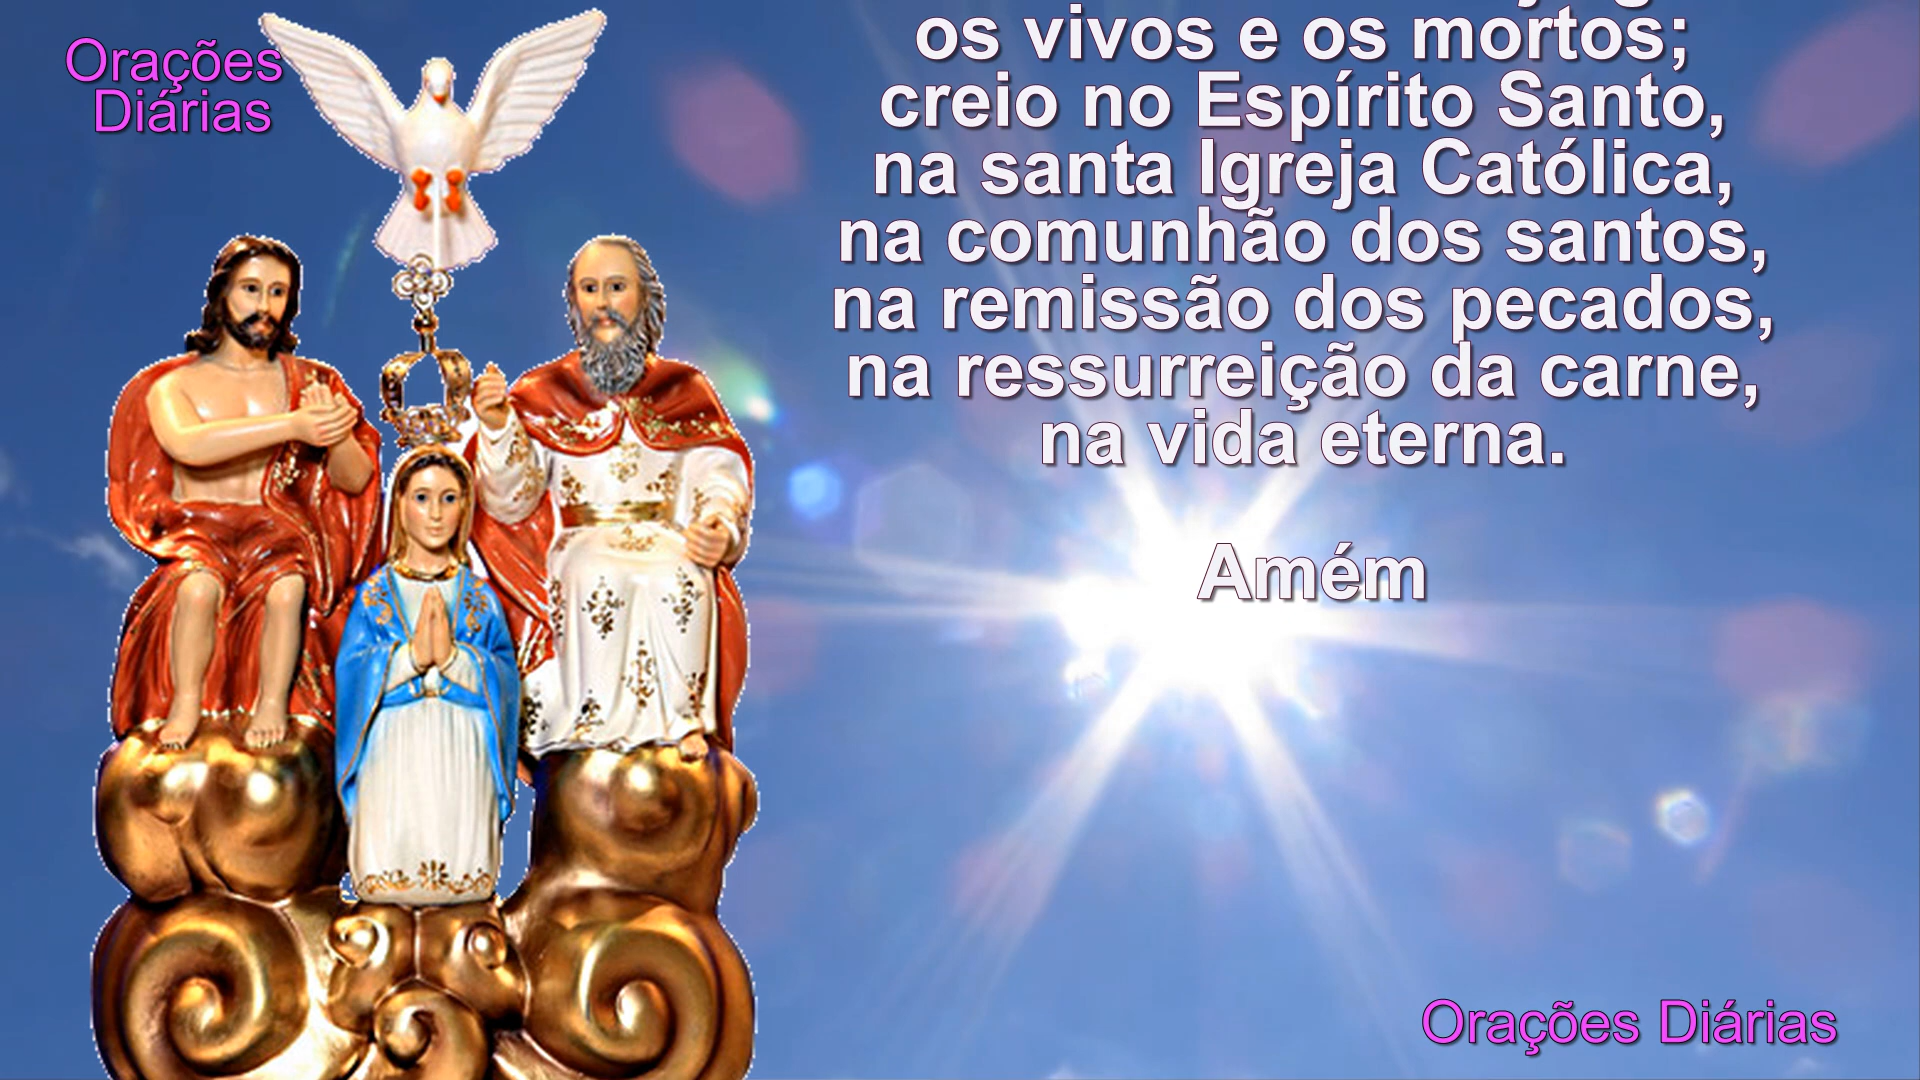 Orações
Diárias
os vivos e os mortos;
creio no Espírito Santo,
na santa Igreja Católica,
na comunhão dos santos,
na remissão dos pecados,
na ressurreição da carne,
na vida eterna.
Amém
Orações Diárias